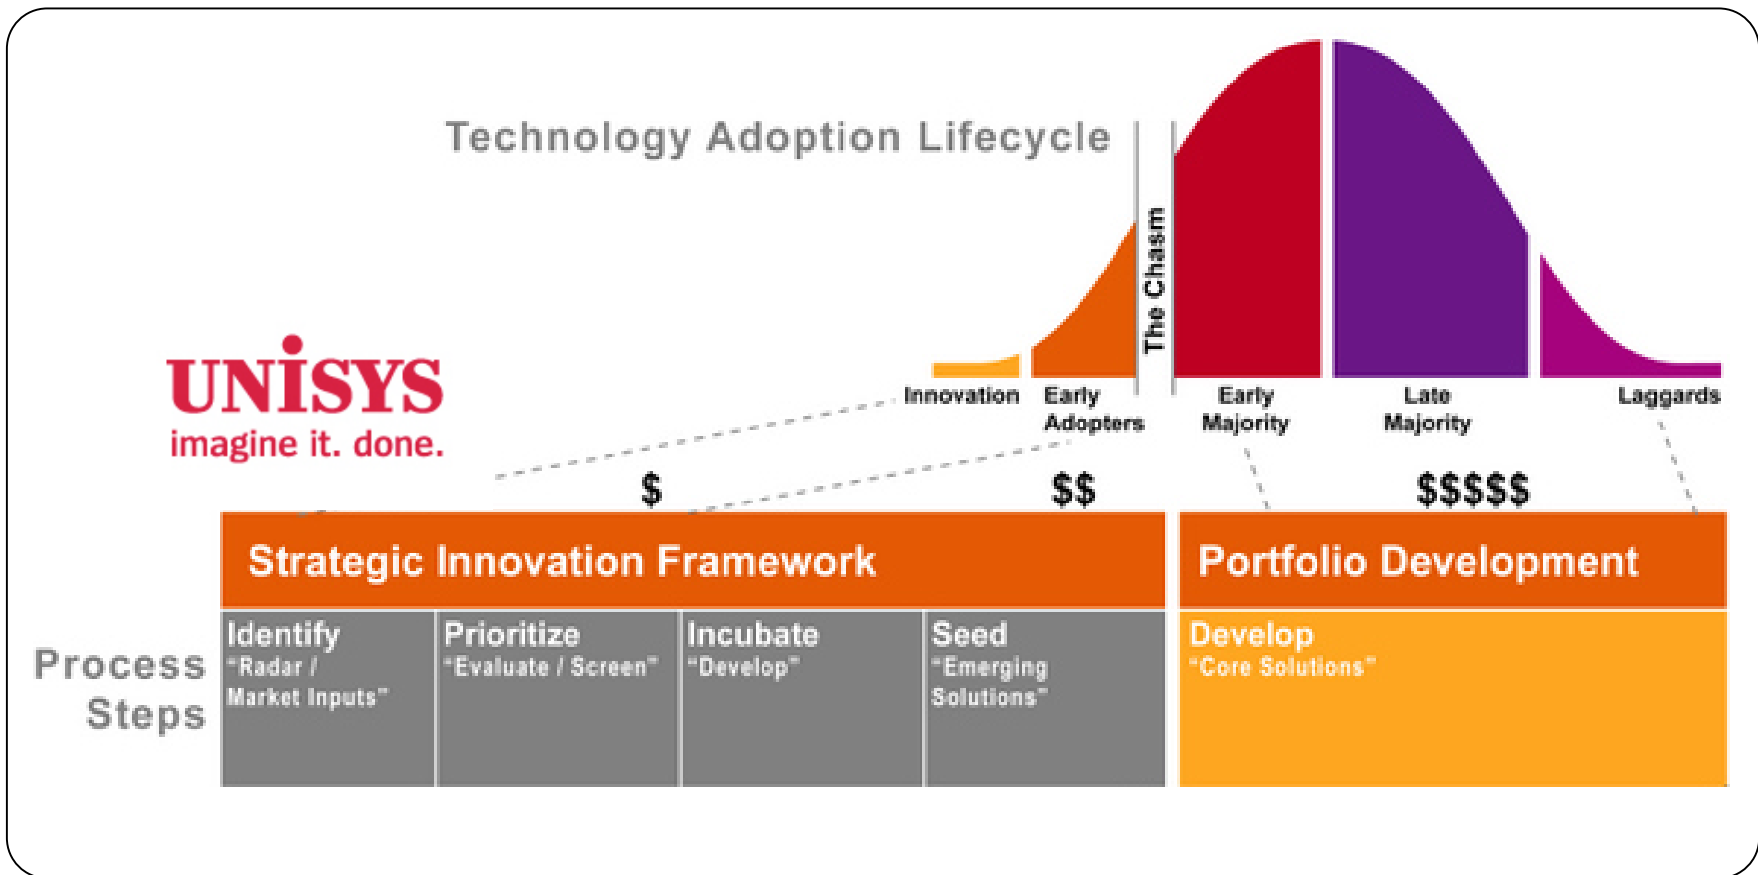 Technology Adoption Lifecycle
The Chasm
UNiSYS
imagine it. done.
Innovation
Early
Adopters
Early
Majority
Late
Majority
Laggards
$
$$
$$$$$
Strategic Innovation Framework
Portfolio Development
Process
Steps
Identify
"Radar /
Market Inputs"
Prioritize
"Evaluate / Screen"
Incubate
"Develop"
Seed
"Emerging
Solutions"
Develop
"Core Solutions"